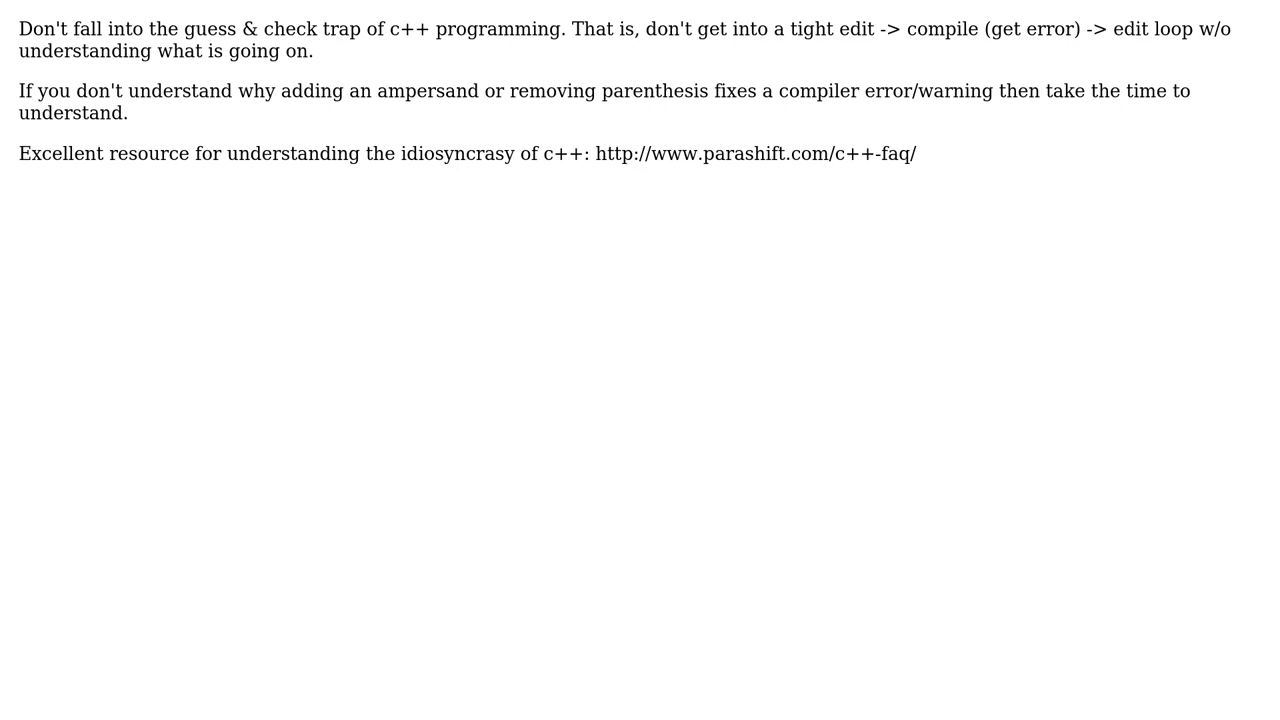 Don't fall into the guess & check trap of c++ programming. That is, don't get into a tight edit -> compile (get error) -> edit loop w/o
understanding what is going on.
If you don't understand why adding an ampersand or removing parenthesis fixes a compiler error/warning then take the time to
understand.
Excellent resource for understanding the idiosyncrasy of c++: http://www.parashift.com/c++-faq/